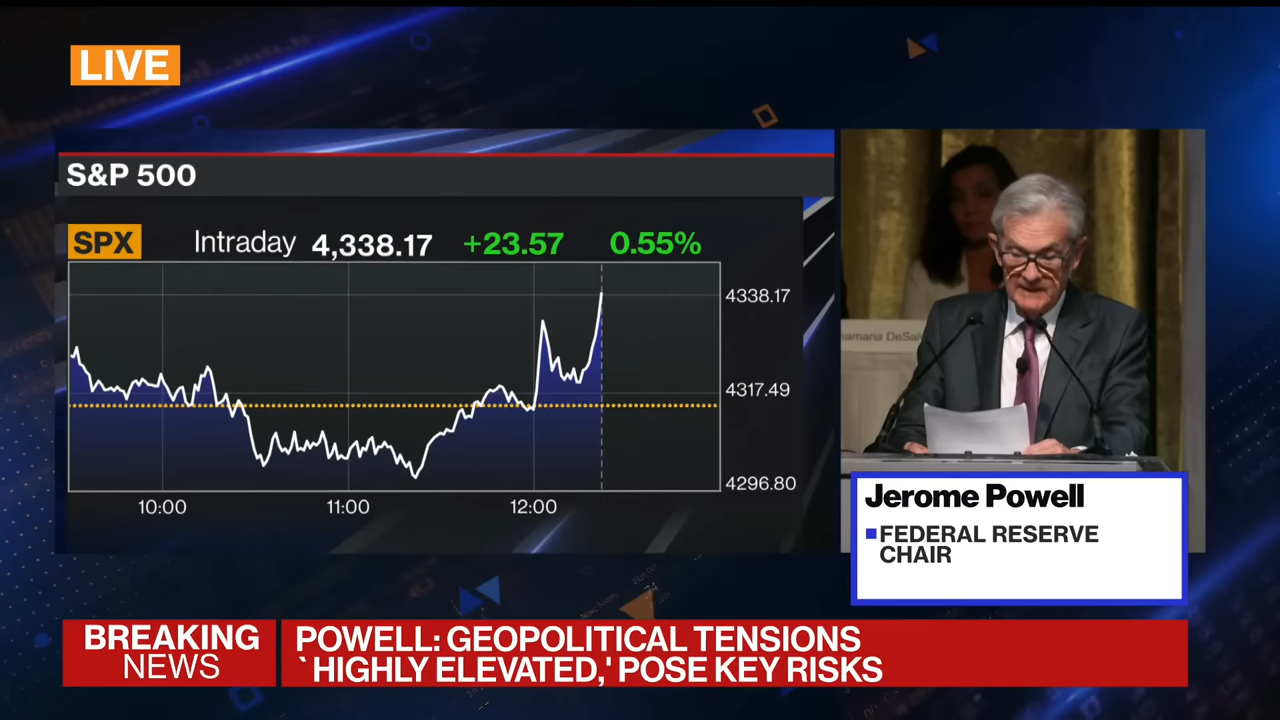 LIVE
S&P 500
SPX Intraday 4,338.17 +23.57 0.55%
4338.17
4317.49
4296.80
10:00 11:00 12:00
Jerome Powell
FEDERAL RESERVE
CHAIR
BREAKING
NEWS
POWELL: GEOPOLITICAL TENSIONS
`HIGHLY ELEVATED,' POSE KEY RISKS